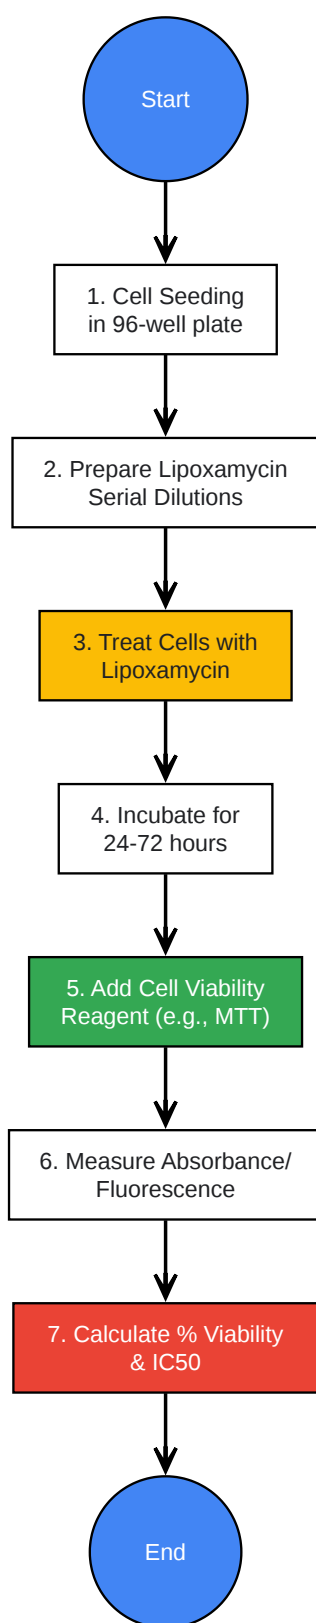 Start
1. Cell Seeding
in 96-well plate
2. Prepare Lipoxamycin
Serial Dilutions
3. Treat Cells with
Lipoxamycin
4. Incubate for
24-72 hours
5. Add Cell Viability
Reagent (e.g., MTT)
6. Measure Absorbance/
Fluorescence
7. Calculate % Viability
& IC50
End